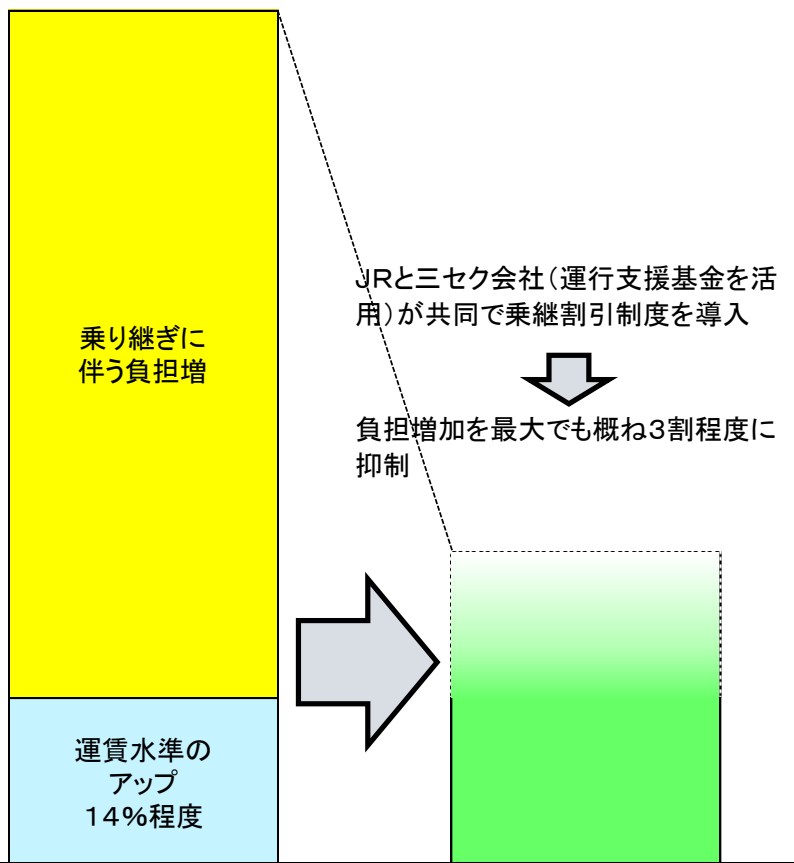 乗り継ぎに
伴う負担増
運賃水準の
アップ
14%程度
JRと三セク会社(運行支援基金を活
用)が共同で乗継割引制度を導入
負担増加を最大でも概ね3割程度に
抑制